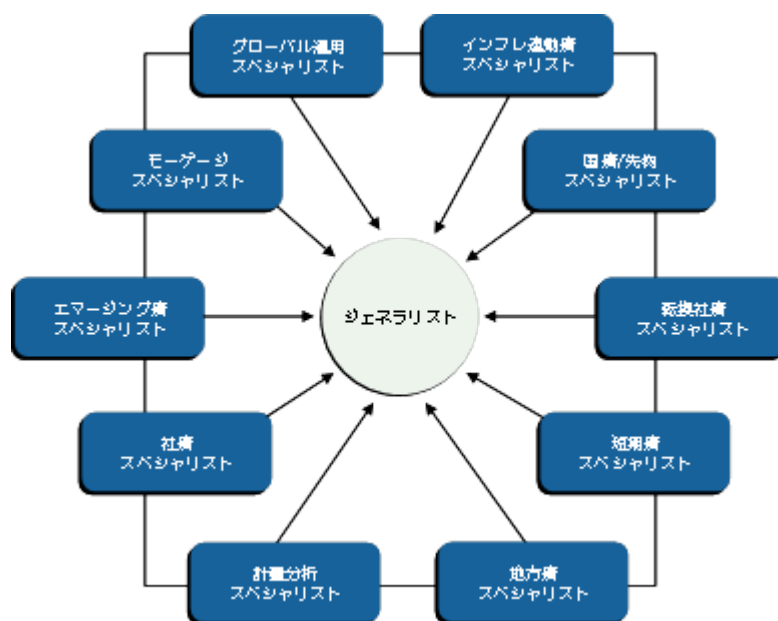 グローバル運用
スペシャリスト
インフレ連動債
スペシャリスト
モーゲージ
スペシャリスト
国債/先物
スペシャリスト
エマージング債
スペシャリスト
ジェネラリスト
転換社債
スペシャリスト
社債
スペシャリスト
短期債
スペシャリスト
計量分析
スペシャリスト
地方債
スペシャリスト